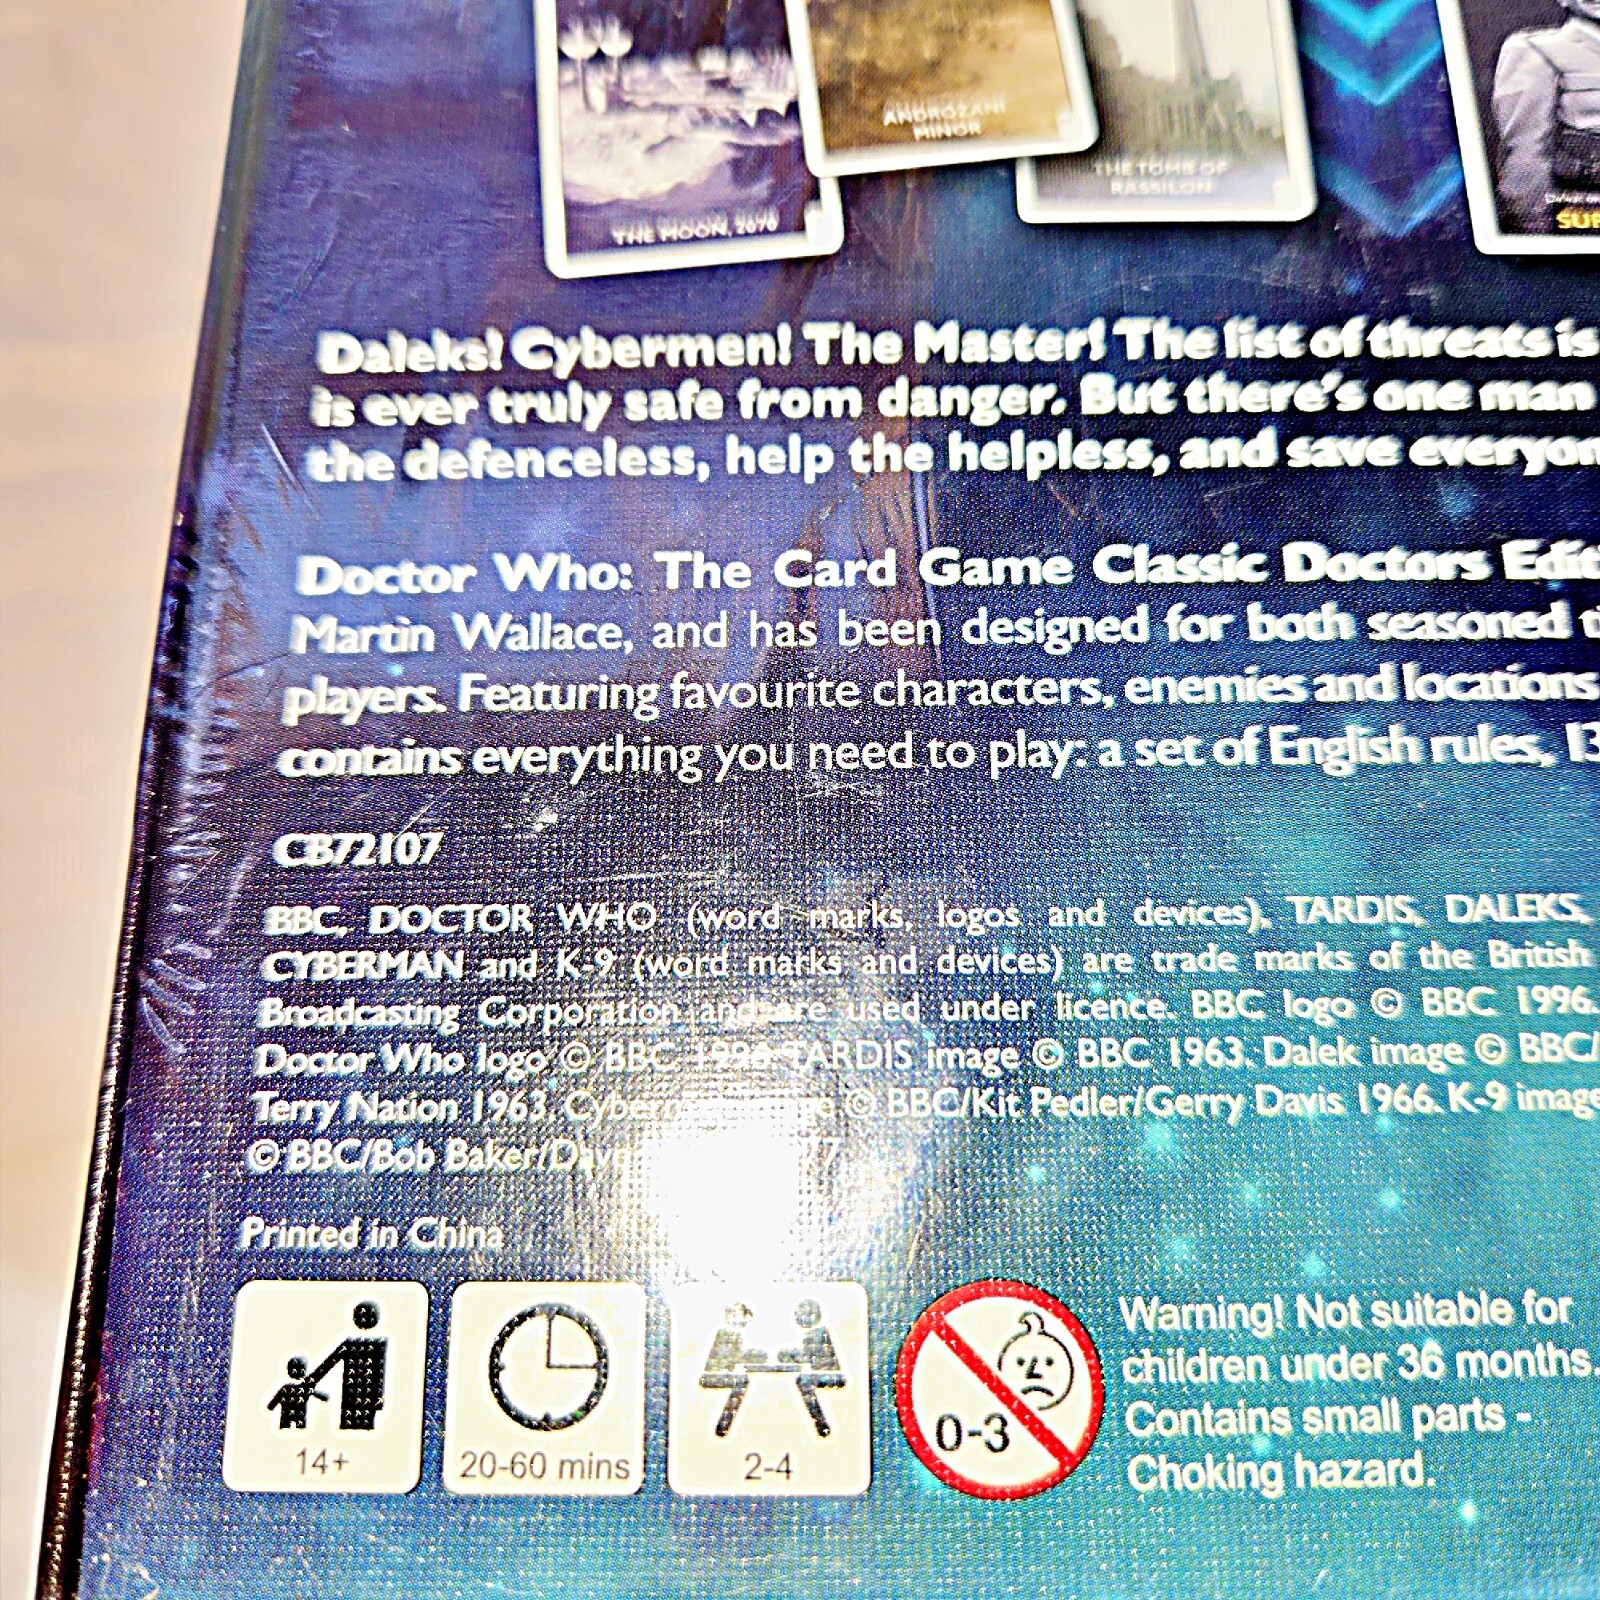 ANDROZANI
MINOR
THE TOMB OF
RASSILON
THE MOON, 2070
Daleks! Cybermen! The Master! The list of threats is
is ever truly safe from danger. But there's one man
the defenceless, help the helpless, and save everyon
Doctor Who: The Card Game Classic Doctors Edit
Martin Wallace, and has been designed for both seasoned
players. Featuring favourite characters, enemies and locations
contains everything you need to play: a set of English rules, 13
CB72107
BBC, DOCTOR WHO (word marks, logos and devices), TARDIS, DALEKS,
CYBERMAN and K-9 (word marks and devices) are trade marks of the British
Broadcasting Corporation and are used under licence. BBC logo © BBC 1996.
Doctor Who logo © BBC 1996. TARDIS image © BBC 1963. Dalek image © BBC/
Terry Nation 1963. © BBC/Kit Pedler/Gerry Davis 1966. K-9 image
© BBC/Bob Baker/
Printed in China
14+
20-60 mins
2-4
0-3
Warning! Not suitable for
children under 36 months.
Contains small parts -
Choking hazard.